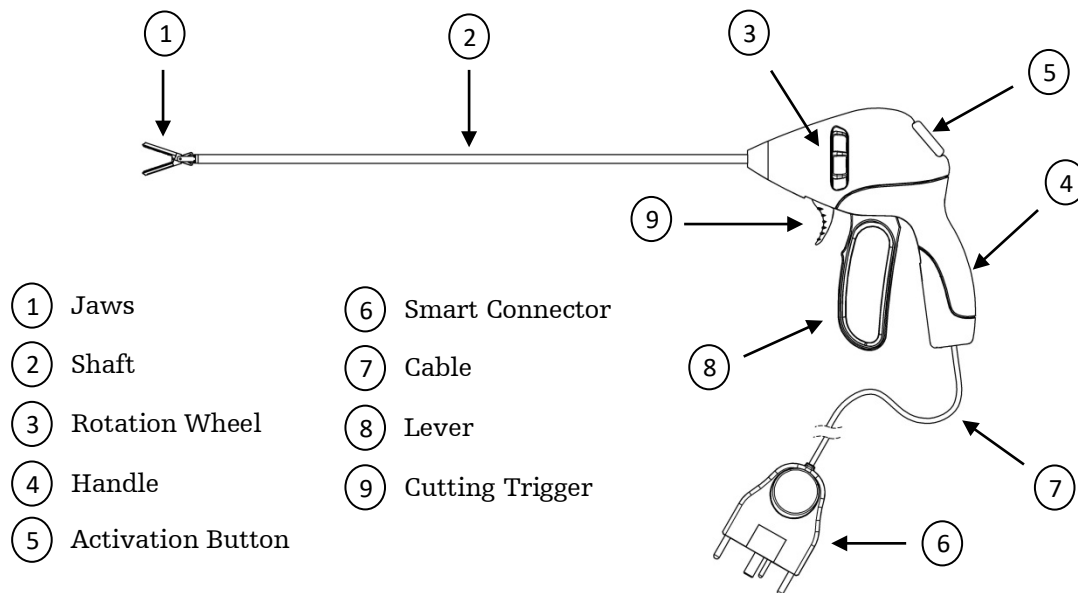 1
2
3
5
4
9
8
7
6
1 Jaws
2 Shaft
3 Rotation Wheel
4 Handle
5 Activation Button
6 Smart Connector
7 Cable
8 Lever
9 Cutting Trigger